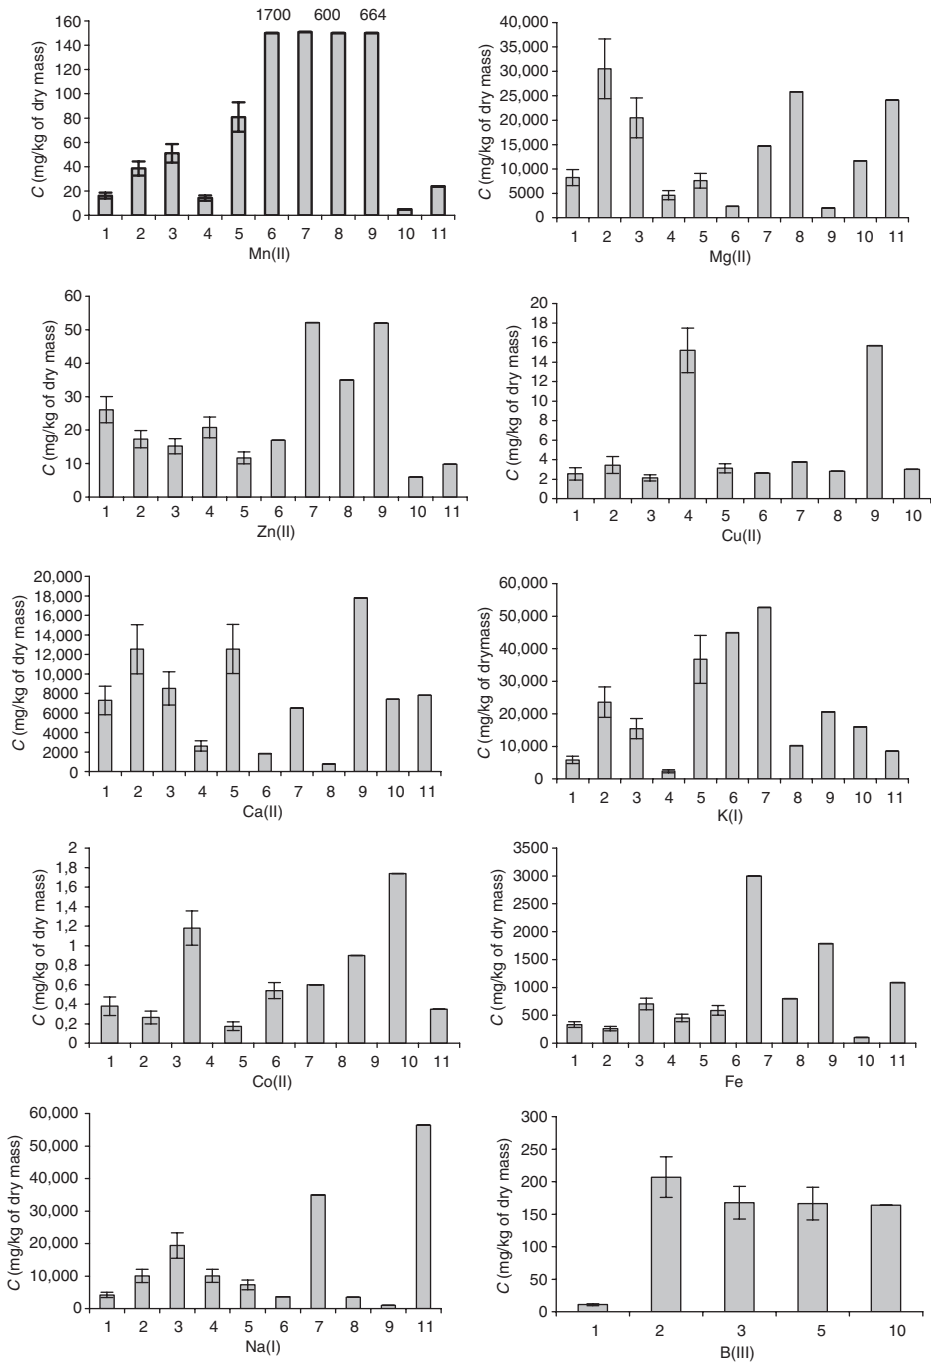 1700 600 664
C (mg/kg of dry mass)
160
140
120
100
80
60
40
20
0
1 2 3 4 5 6 7 8 9 10 11
Mn(II)
C (mg/kg of dry mass)
40,000
35,000
30,000
25,000
20,000
15,000
10,000
5000
0
1 2 3 4 5 6 7 8 9 10 11
Mg(II)
C (mg/kg of dry mass)
60
50
40
30
20
10
0
1 2 3 4 5 6 7 8 9 10 11
Zn(II)
C (mg/kg of dry mass)
20
18
16
14
12
10
8
6
4
2
0
1 2 3 4 5 6 7 8 9 10
Cu(II)
C (mg/kg of dry mass)
20,000
18,000
16,000
14,000
12,000
10,000
8000
6000
4000
2000
0
1 2 3 4 5 6 7 8 9 10 11
Ca(II)
C (mg/kg of drymass)
60,000
50,000
40,000
30,000
20,000
10,000
0
1 2 3 4 5 6 7 8 9 10 11
K(I)
C (mg/kg of dry mass)
2
1,8
1,6
1,4
1,2
1
0,8
0,6
0,4
0,2
0
1 2 3 4 5 6 7 8 9 10 11
Co(II)
C (mg/kg of dry mass)
3500
3000
2500
2000
1500
1000
500
0
1 2 3 4 5 6 7 8 9 10 11
Fe
C (mg/kg of dry mass)
60,000
50,000
40,000
30,000
20,000
10,000
0
1 2 3 4 5 6 7 8 9 11
Na(I)
C (mg/kg of dry mass)
300
250
200
150
100
50
0
1 2 3 5 10
B(III)